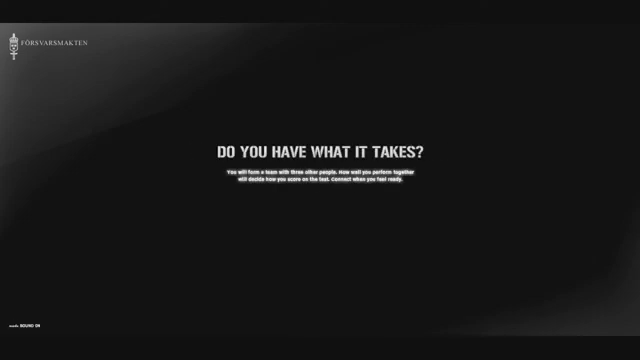 FÖRSVARSMAKTEN
DO YOU HAVE WHAT IT TAKES?
You will form a team with three other people. How well you perform together
will decide how you score on the test. Connect when you feel ready.
SOUND ON